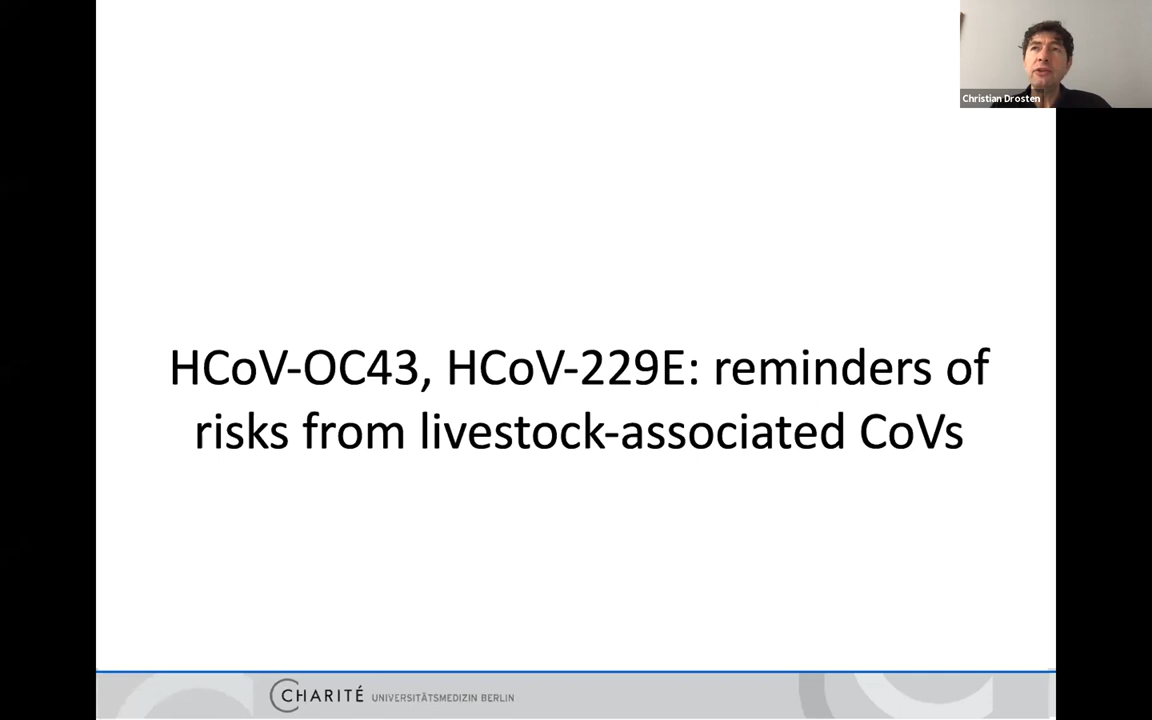 Christian Drosten
HCoV-OC43, HCoV-229E: reminders of
risks from livestock-associated CoVs
CHARITÉ UNIVERSITÄTSMEDIZIN BERLIN